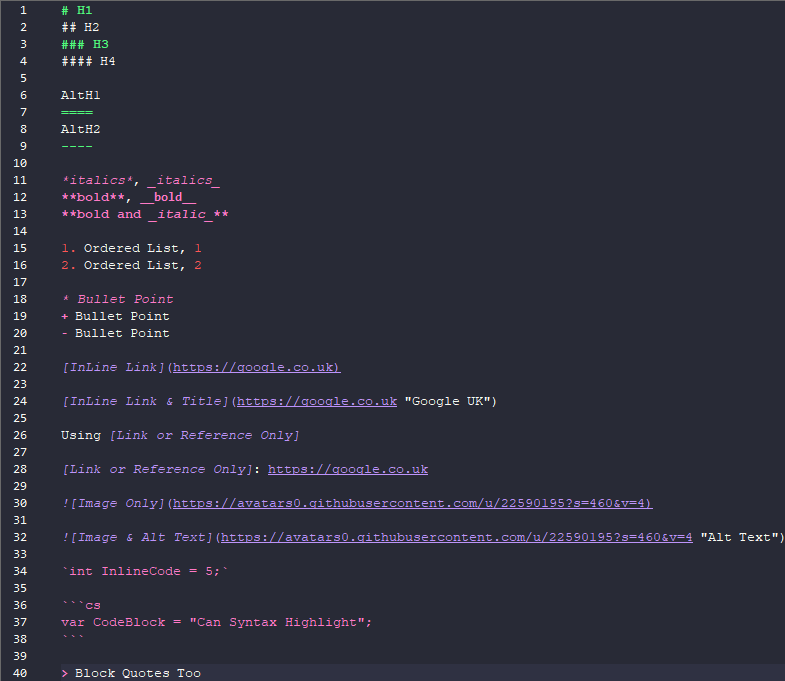 1 # H1
2 ## H2
3 ### H3
4 #### H4
5
6 AltH1
7 ====
8 AltH2
9 ----
10
11 *italics*, _italics_
12 **bold**, __bold__
13 **bold and _italic_**
14
15 1. Ordered List, 1
16 2. Ordered List, 2
17
18 * Bullet Point
19 + Bullet Point
20 - Bullet Point
21
22 [InLine Link](https://google.co.uk)
23
24 [InLine Link & Title](https://google.co.uk "Google UK")
25
26 Using [Link or Reference Only]
27
28 [Link or Reference Only]: https://google.co.uk
29
30 ![Image Only](https://avatars0.githubusercontent.com/u/22590195?s=460&v=4)
31
32 ![Image & Alt Text](https://avatars0.githubusercontent.com/u/22590195?s=460&v=4 "Alt Text")
33
34 `int InlineCode = 5;`
35
36 ```cs
37 var CodeBlock = "Can Syntax Highlight";
38 ```
39
40 > Block Quotes Too